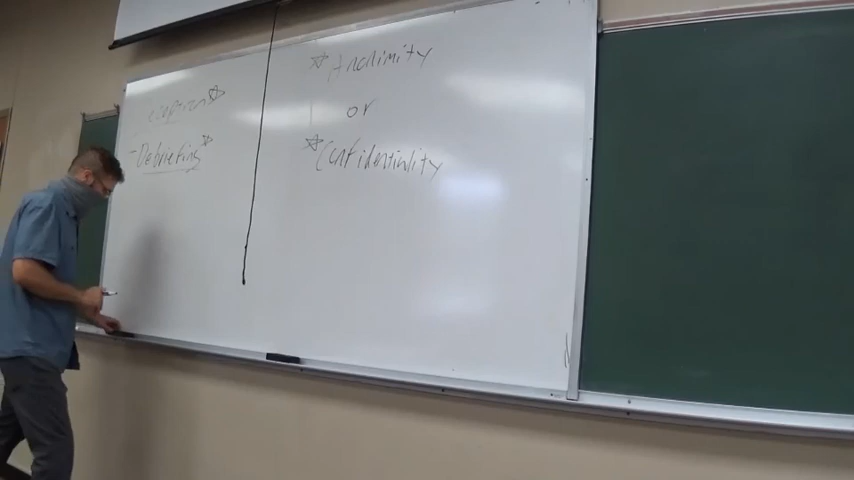 - Debriefing
Anonimity
or
Confidentiality